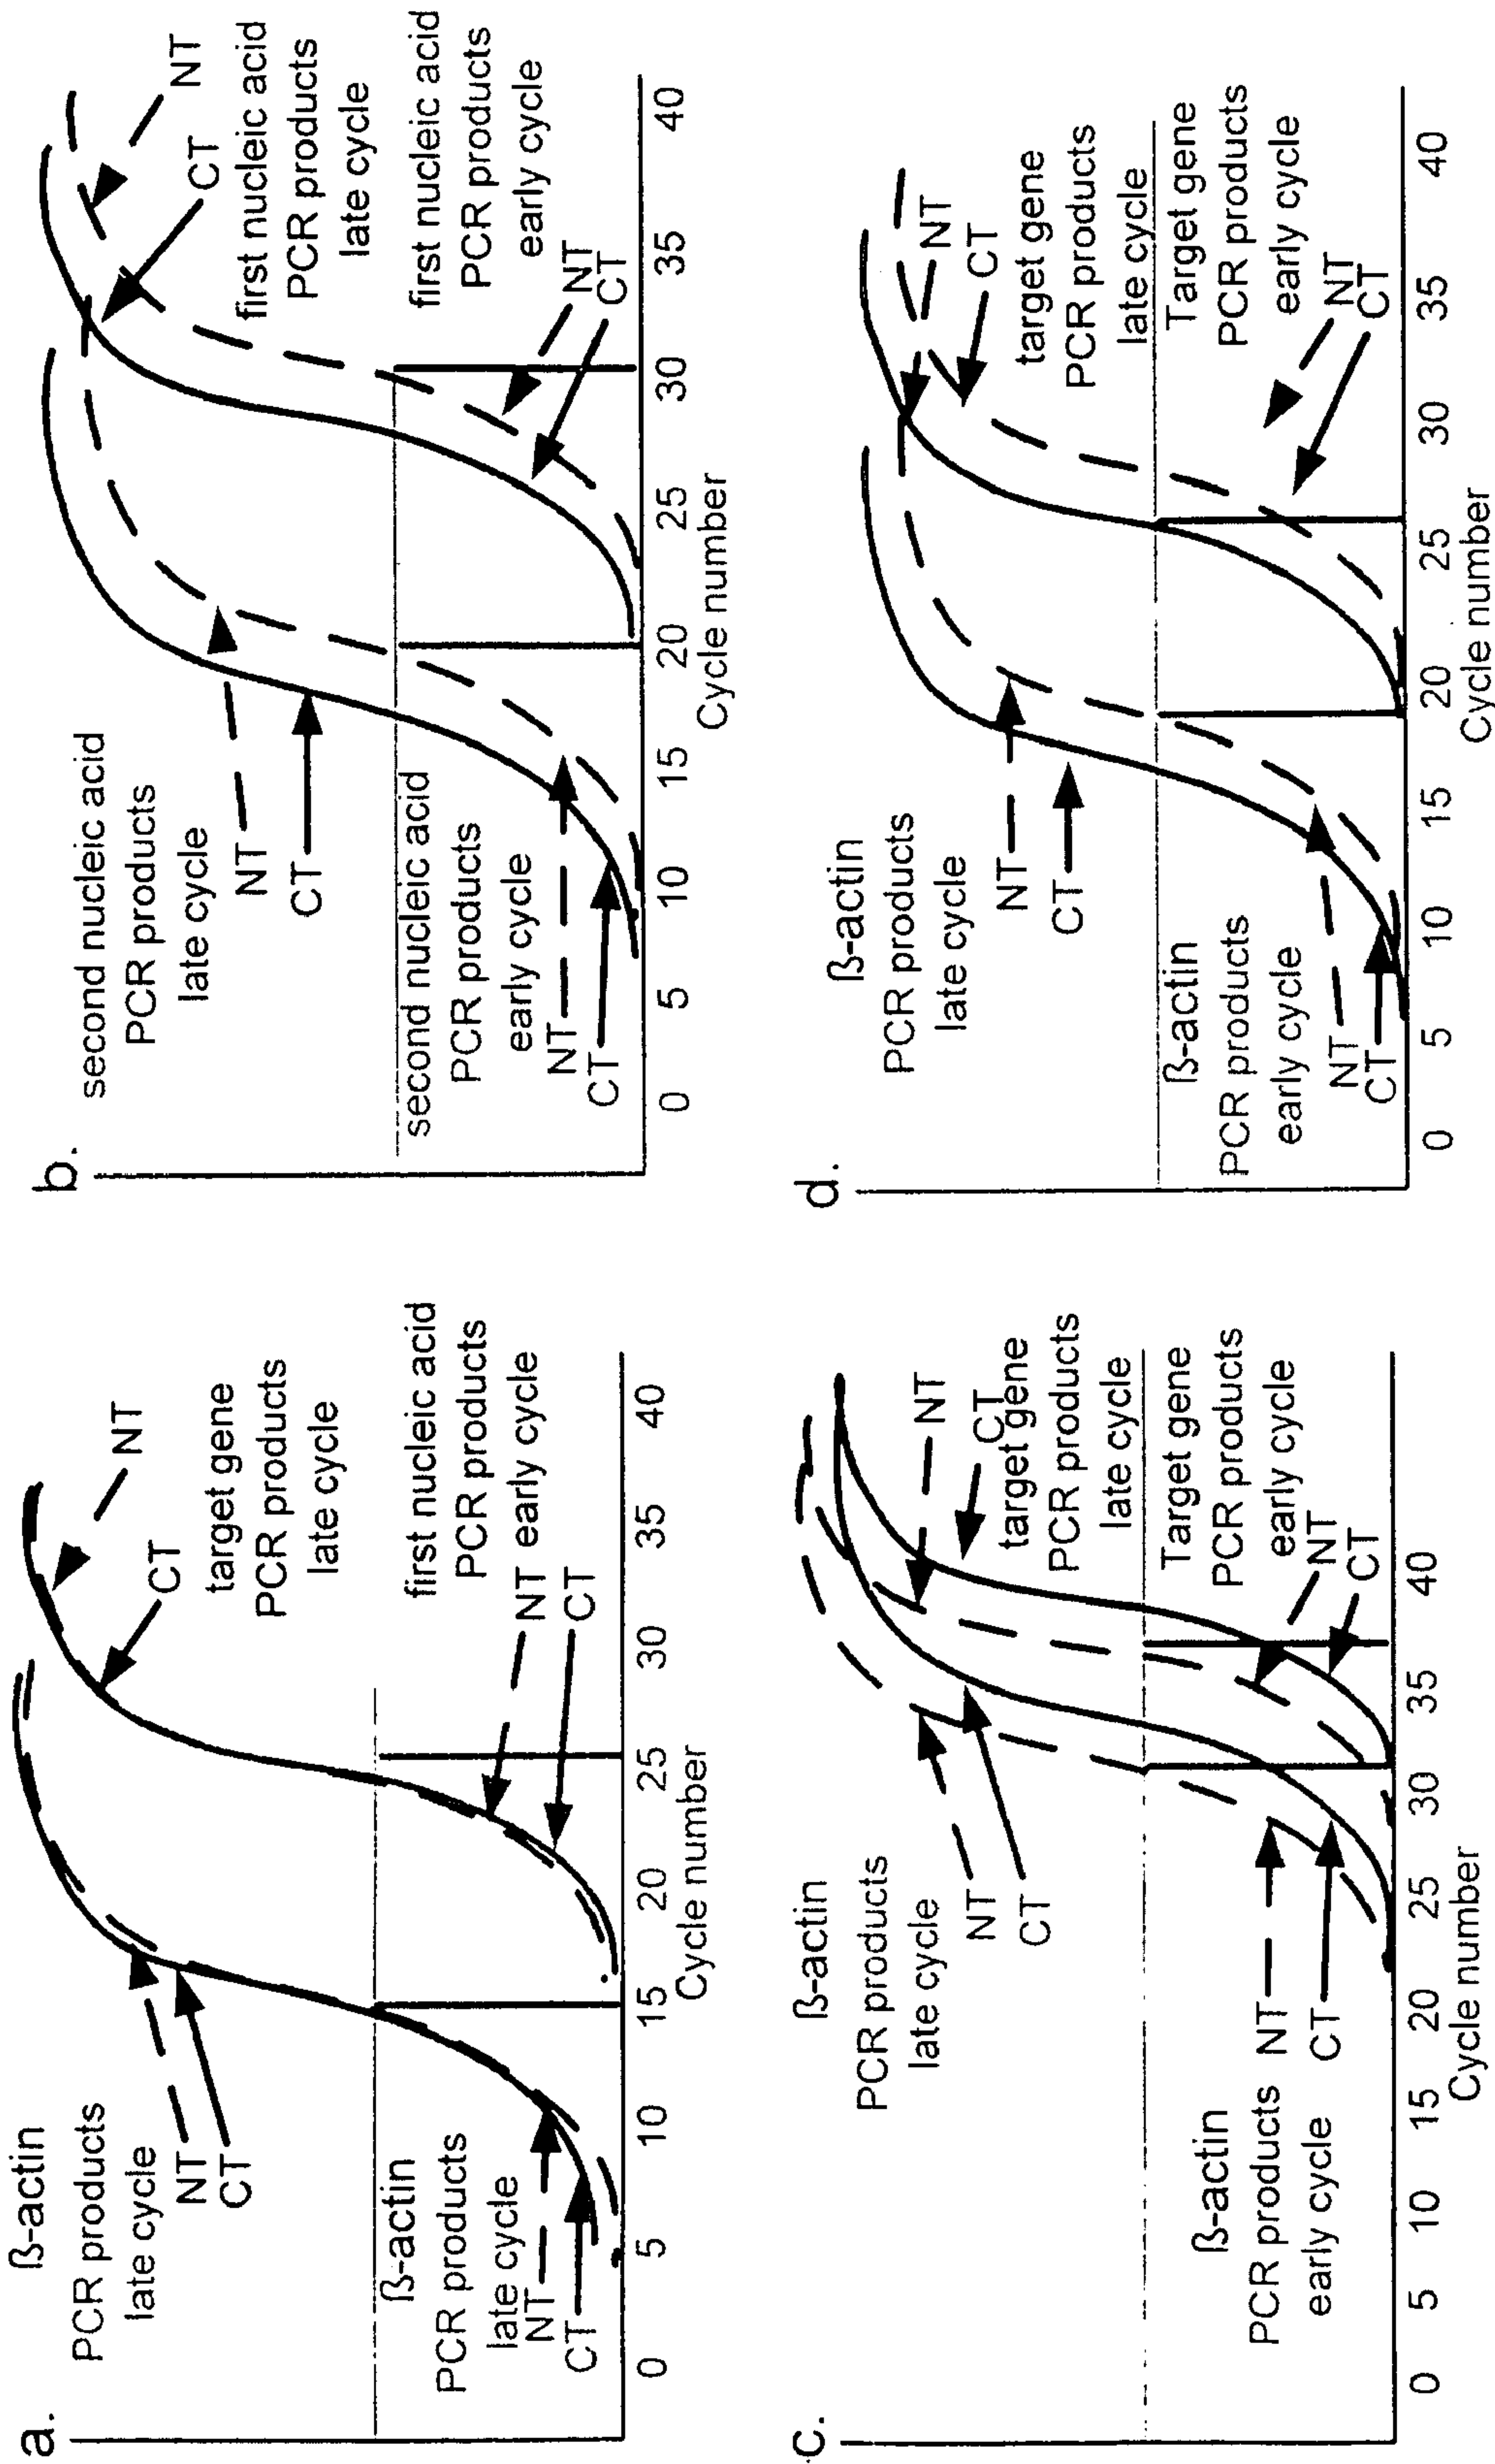 a.
ß-actin
PCR products
late cycle
NT
CT
NT
CT
target gene
PCR products
late cycle
ß-actin
PCR products
late cycle
NT
CT
first nucleic acid
PCR products
NT early cycle
CT
0 5 10 15 20 25 30 35 40
Cycle number
b.
second nucleic acid
PCR products
late cycle
NT
CT
NT
CT
first nucleic acid
PCR products
late cycle
second nucleic acid
PCR products
early cycle
NT
CT
first nucleic acid
PCR products
early cycle
NT
CT
0 5 10 15 20 25 30 35 40
Cycle number
c.
ß-actin
PCR products
late cycle
NT
CT
NT
CT
target gene
PCR products
late cycle
ß-actin
PCR products
early cycle
NT
CT
Target gene
PCR products
early cycle
NT
CT
0 5 10 15 20 25 30 35 40
Cycle number
d.
ß-actin
PCR products
late cycle
NT
CT
NT
CT
target gene
PCR products
late cycle
ß-actin
PCR products
early cycle
NT
CT
Target gene
PCR products
early cycle
NT
CT
0 5 10 15 20 25 30 35 40
Cycle number